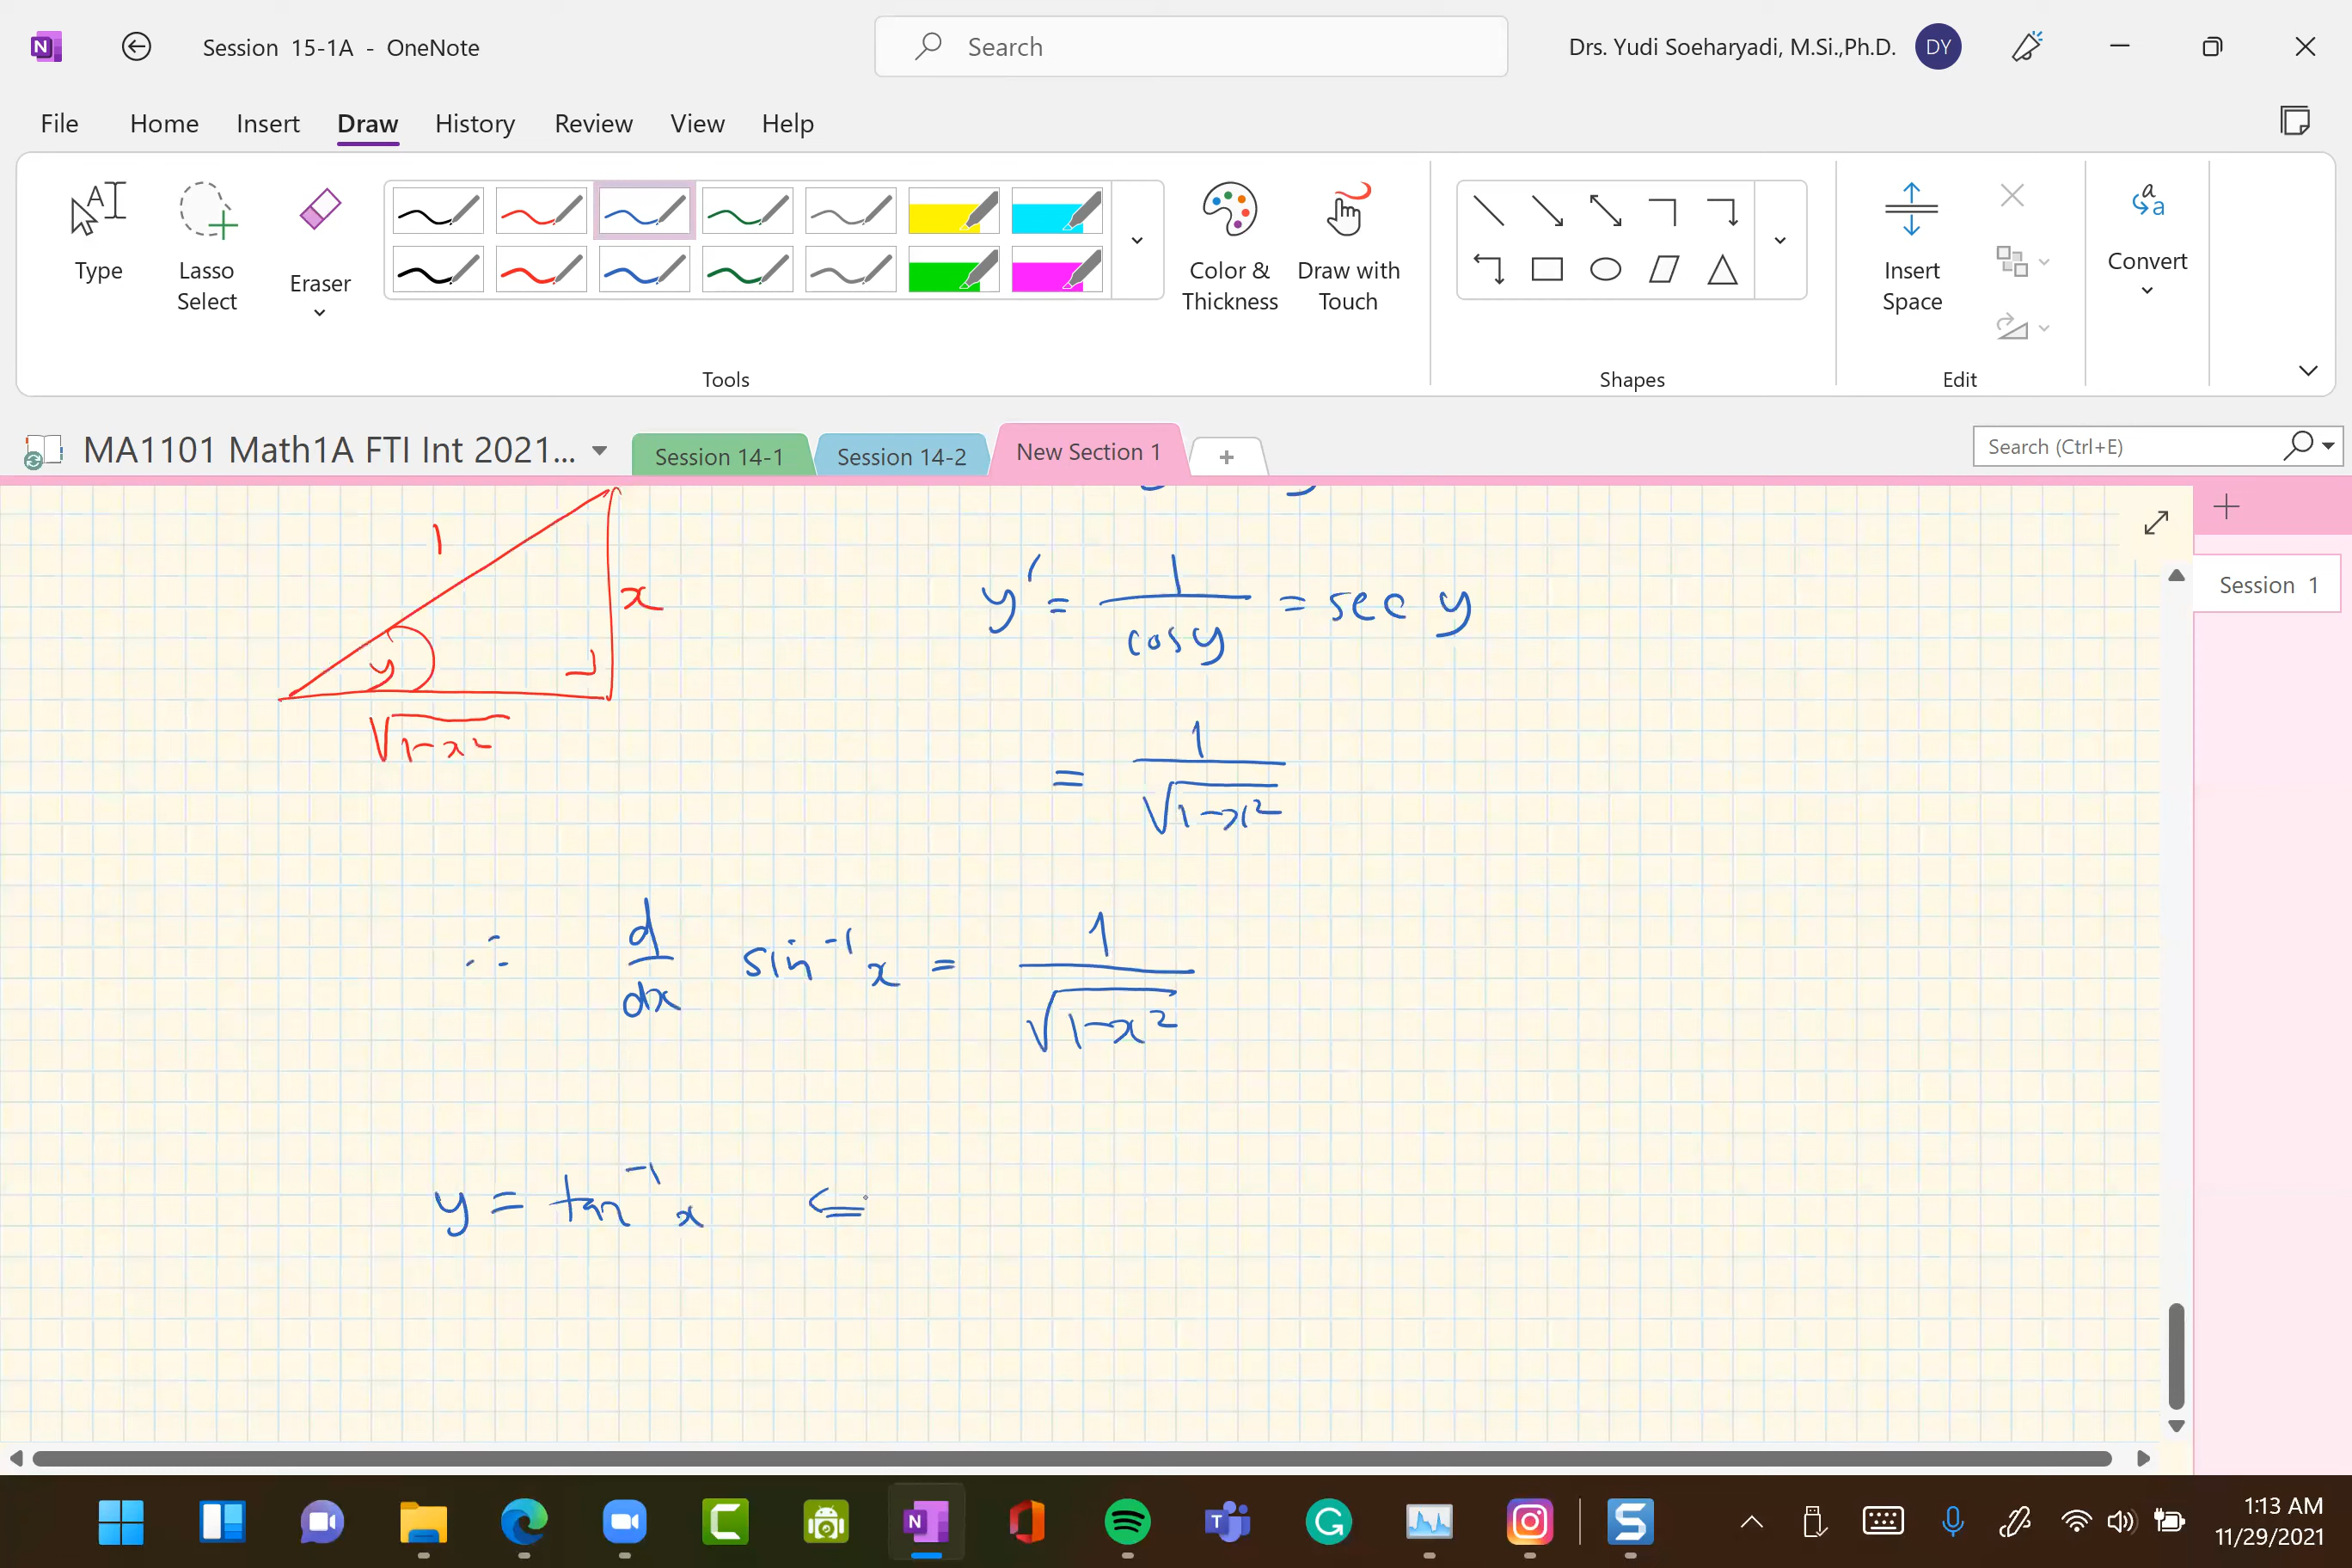 Session 15-1A - OneNote
Search
Drs. Yudi Soeharyadi, M.Si.,Ph.D.
DY
File Home Insert Draw History Review View Help
Type
Lasso Select
Eraser
Color & Thickness
Draw with Touch
Insert Space
Convert
Tools
Shapes
Edit
MA1101 Math1A FTI Int 2021...
Session 14-1
Session 14-2
New Section 1
Search (Ctrl+E)
Session 1
1
x
y
√(1-x²)
y' = 1/cos y = sec y
= 1/√(1-x²)
∴ d/dx sin⁻¹ x = 1/√(1-x²)
y = tan⁻¹ x ⇐
1:13 AM
11/29/2021